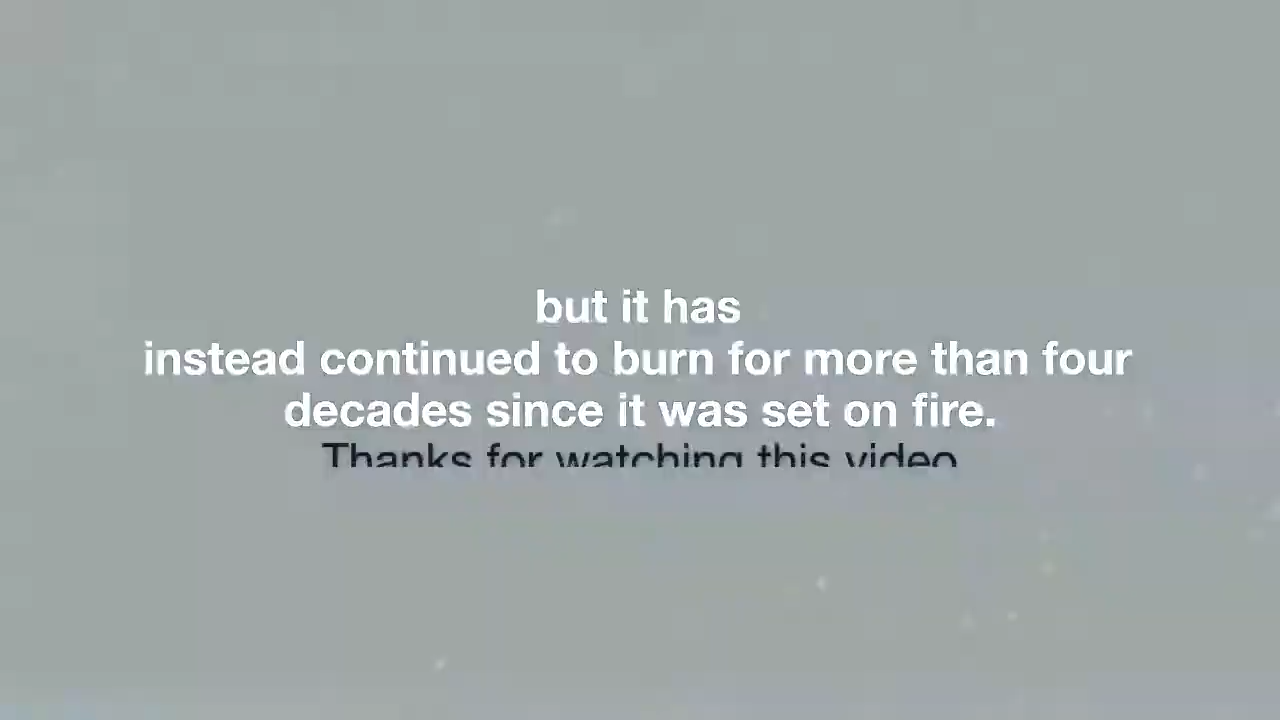 but it has
instead continued to burn for more than four
decades since it was set on fire.
Thanks for watching this video